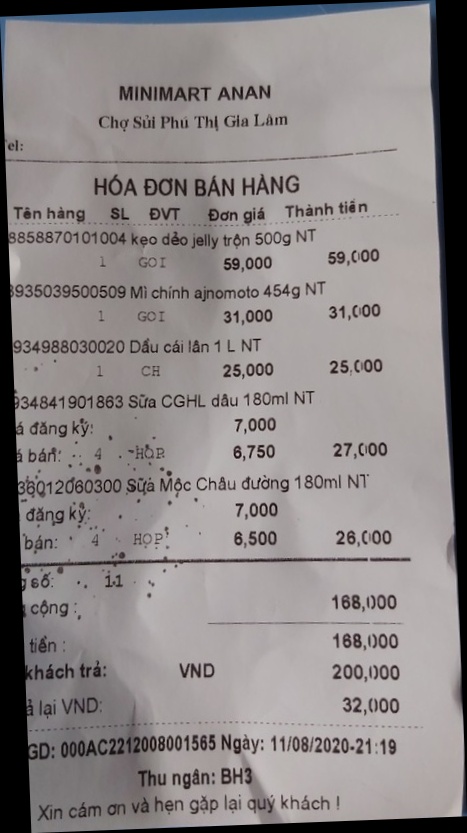 MINIMART ANAN
Chợ Sủi Phú Thị Gia Lâm
el:
HÓA ĐƠN BÁN HÀNG
Tên hàng SL ĐVT Đơn giá Thành tiền
8858870101004 kẹo dẻo jelly trộn 500g NT
1 GOI 59,000 59,000
8935039500509 Mì chính ajnomoto 454g NT
1 GOI 31,000 31,000
934988030020 Dầu cái lân 1 L NT
1 CH 25,000 25,000
934841901863 Sữa CGHL dâu 180ml NT
á đăng ký: 7,000
á bán: 4 HOP 6,750 27,000
36012060300 Sữa Mộc Châu đường 180ml NT
đăng ký: 7,000
bán: 4 HOP 6,500 26,000
g số: 11
cộng : 168,000
tiền : 168,000
khách trả: VND 200,000
ả lại VND: 32,000
GD: 000AC2212008001565 Ngày: 11/08/2020-21:19
Thu ngân: BH3
Xin cám ơn và hẹn gặp lại quý khách !